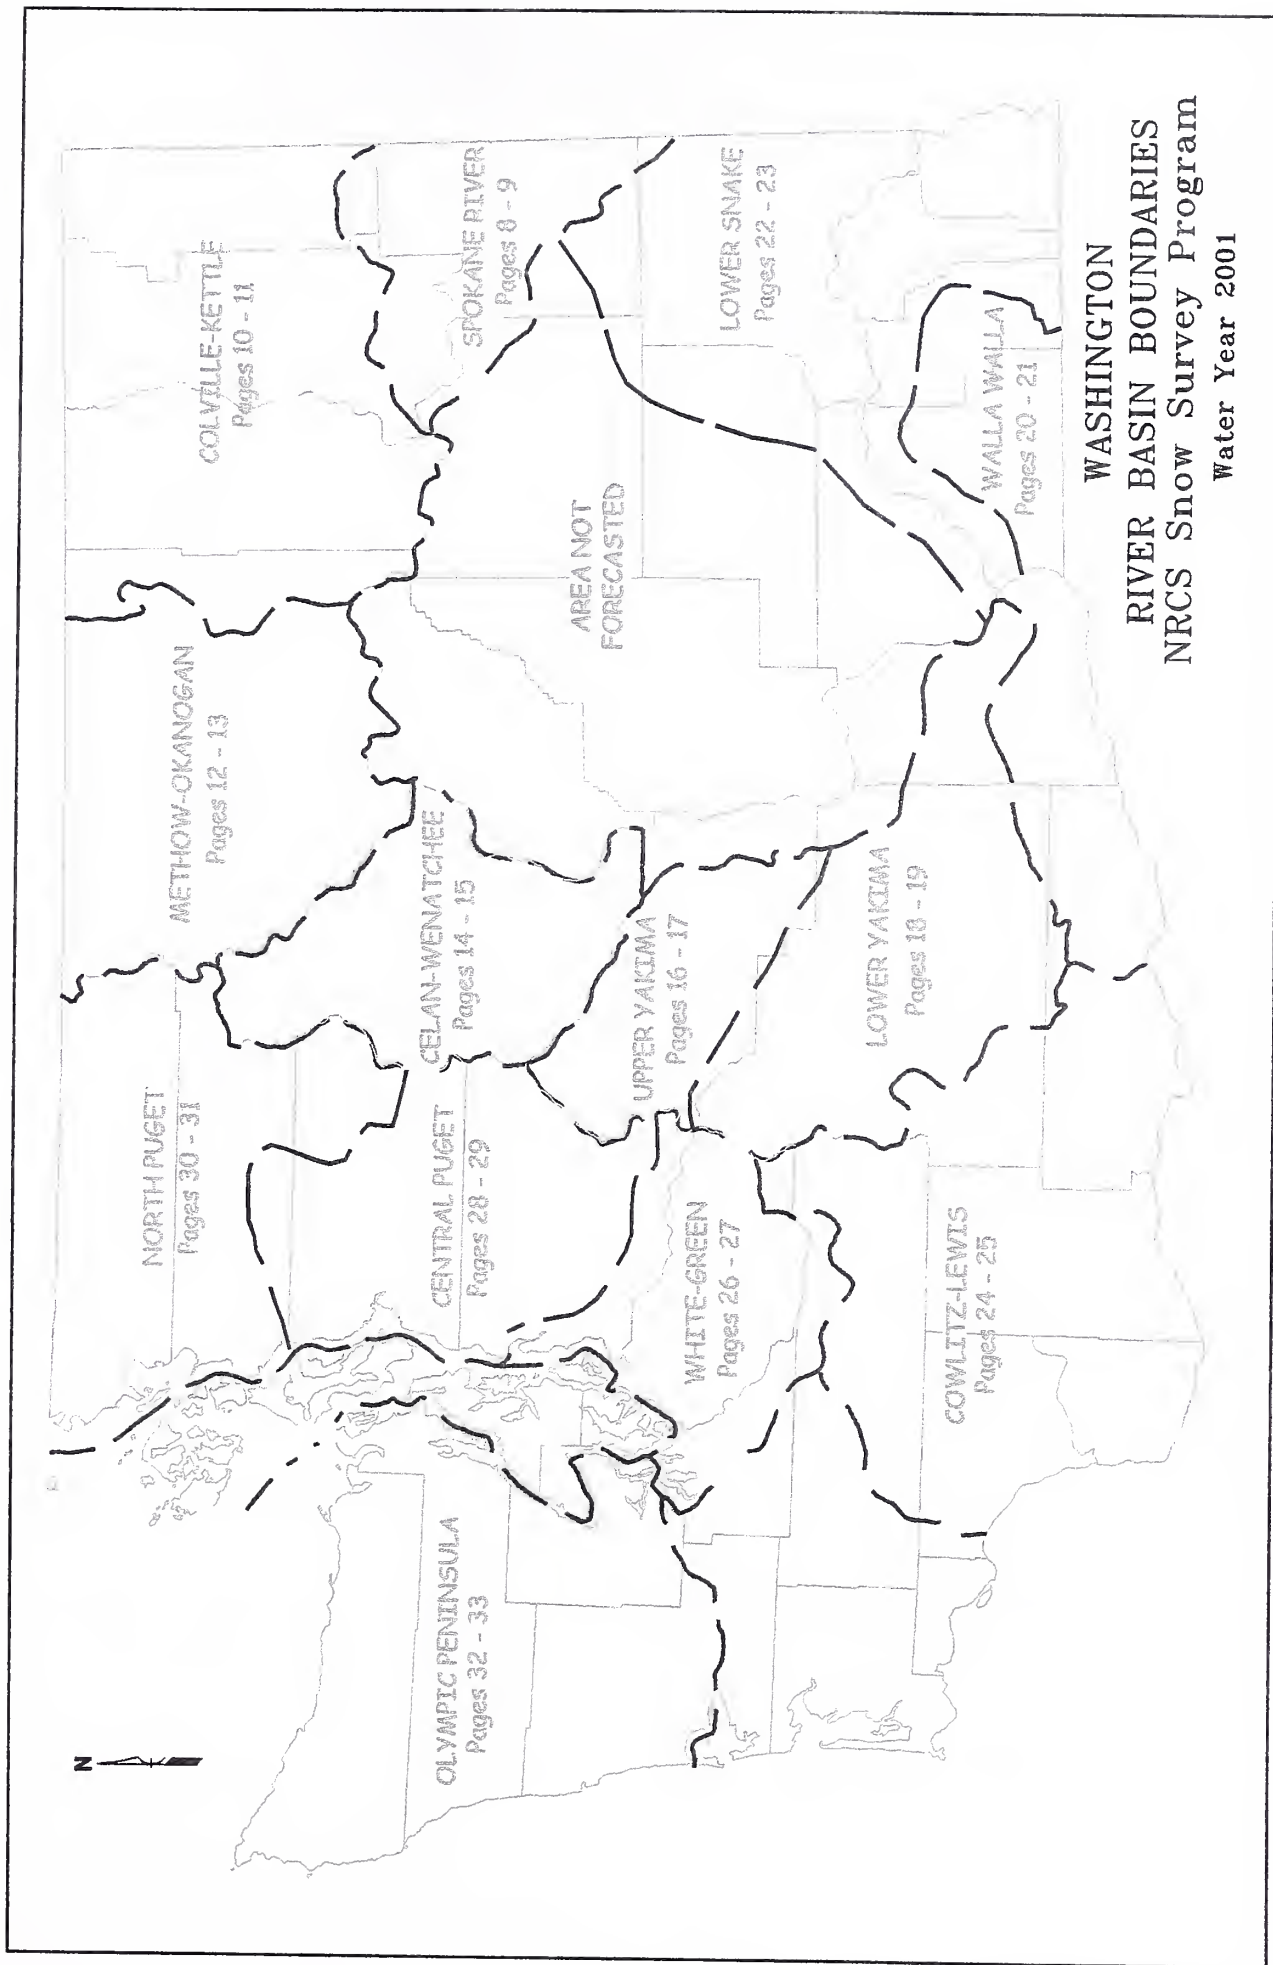 N
NORTH PUGET
Pages 30 - 31
METHOW-OKANOGAN
Pages 12 - 13
COLVILLE-KETTLE
Pages 10 - 11
OLYMPIC PENINSULA
Pages 32 - 33
CENTRAL PUGET
Pages 28 - 29
CELAN-WENATCHEE
Pages 14 - 15
SPOKANE RIVER
Pages 8 - 9
AREA NOT
FORECASTED
UPPER YAKIMA
Pages 16 - 17
WHITE-GREEN
Pages 26 - 27
LOWER SNAKE
Pages 22 - 23
LOWER YAKIMA
Pages 18 - 19
COWLITZ-LEWIS
Pages 24 - 25
WALLA WALLA
Pages 20 - 21
WASHINGTON
RIVER BASIN BOUNDARIES
NRCS Snow Survey Program
Water Year 2001